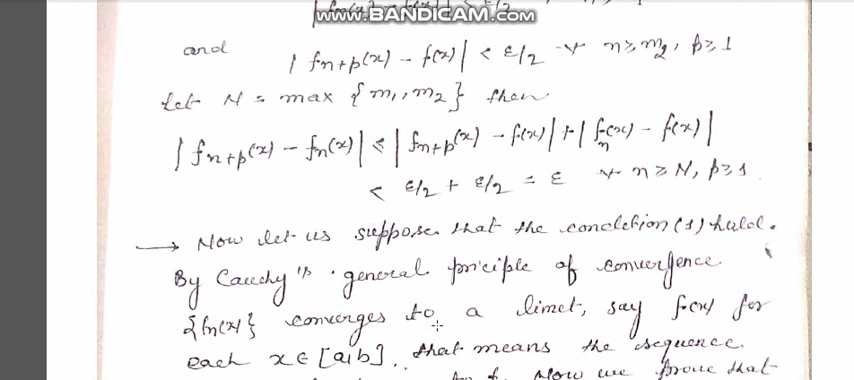 www.BANDICAM.com
and | fn+p(x) - f(x) | < ε/2 ∀ n ≥ m2, p ≥ 1
Let N = max {m1, m2} then
| fn+p(x) - fn(x) | ≤ | fn+p(x) - f(x) | + | fn(x) - f(x) |
< ε/2 + ε/2 = ε ∀ n ≥ N, p ≥ 1
→ Now let us suppose that the condition (1) hold.
By Cauchy's general principle of convergence
{fn(x)} converges to a limit, say f(x) for
each x ∈ [a,b]. that means the sequence
Now we prove that